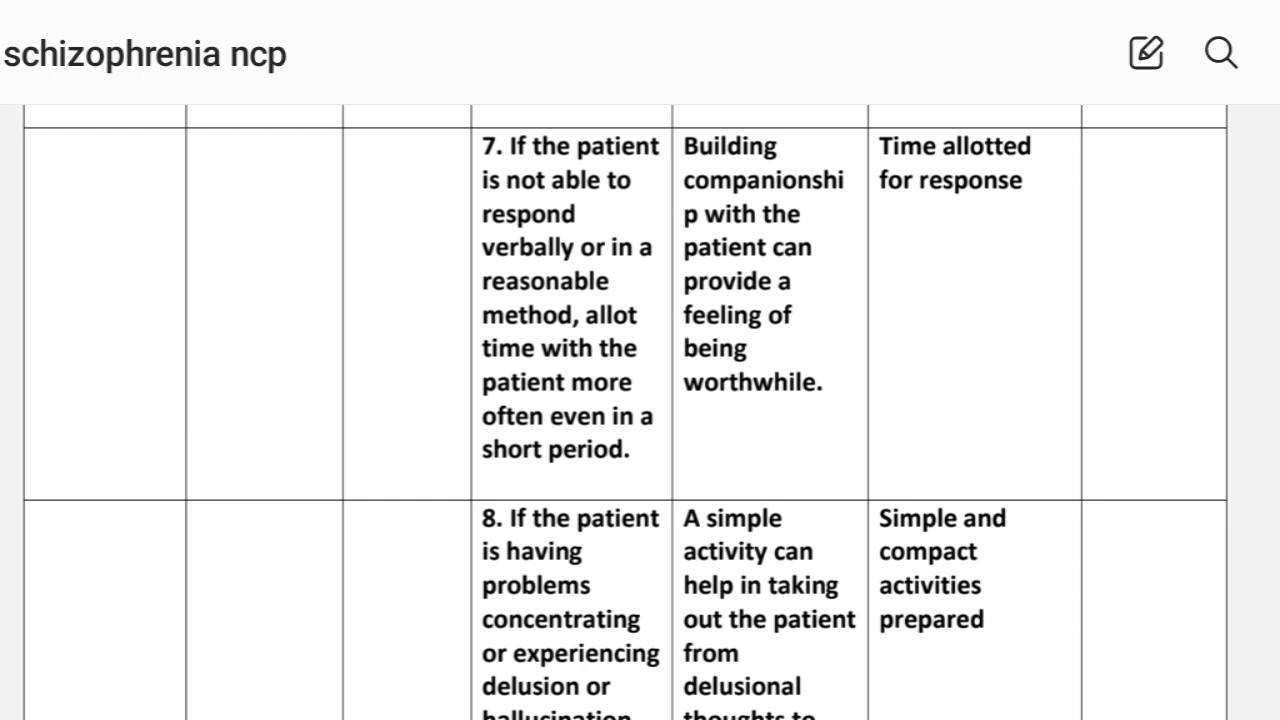 schizophrenia ncp
7. If the patient
is not able to
respond
verbally or in a
reasonable
method, allot
time with the
patient more
often even in a
short period.
Building
companionshi
p with the
patient can
provide a
feeling of
being
worthwhile.
Time allotted
for response
8. If the patient
is having
problems
concentrating
or experiencing
delusion or
hallucination
A simple
activity can
help in taking
out the patient
from
delusional
thoughts to
Simple and
compact
activities
prepared